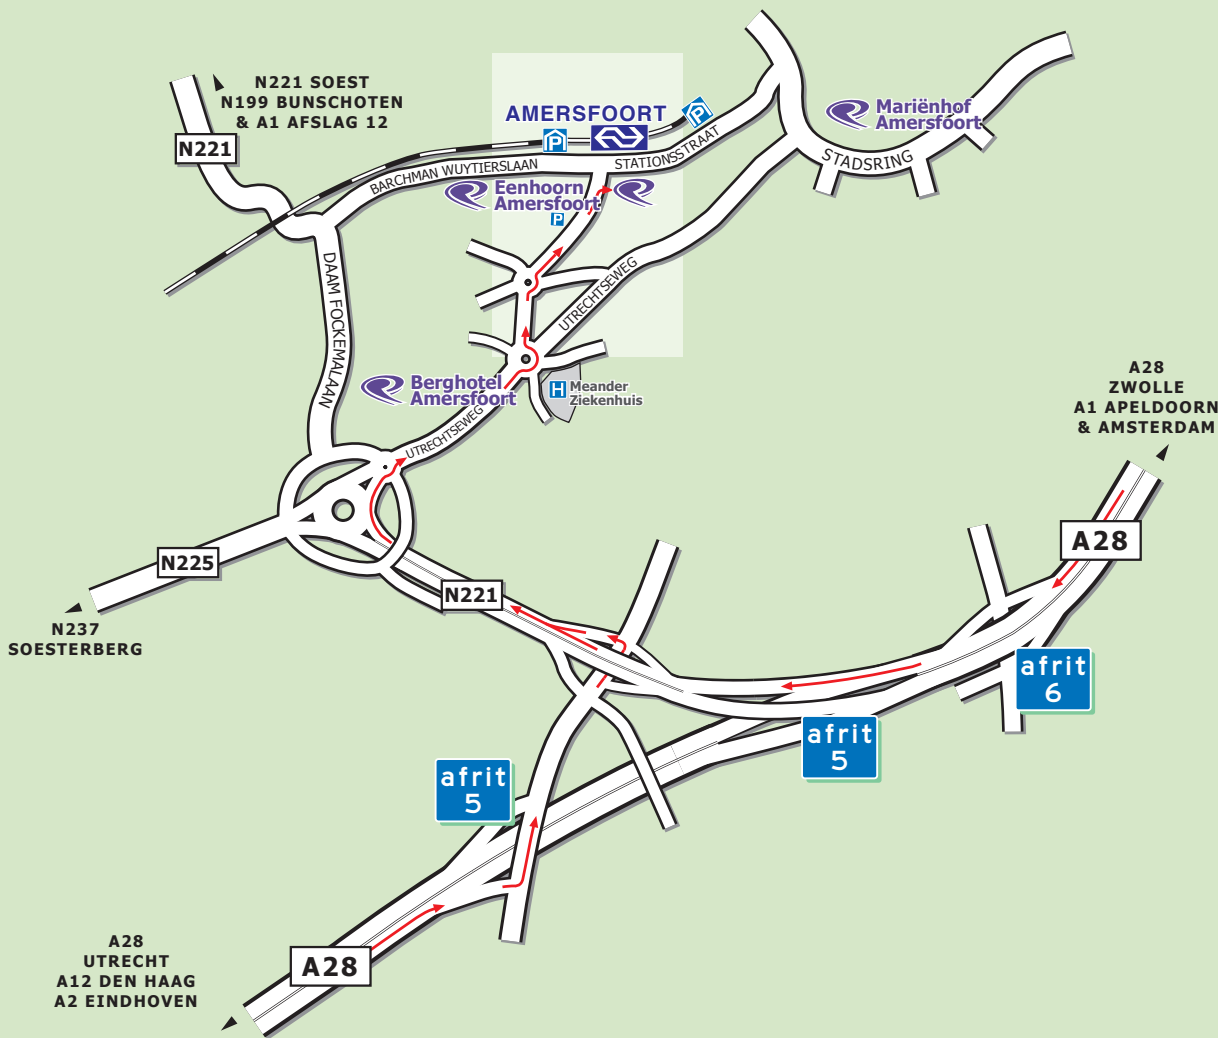 N221 SOEST
N199 BUNSCHOTEN
& A1 AFSLAG 12
N221
AMERSFOORT
P
P
Mariënhof
Amersfoort
STADSRING
STATIONSSTRAAT
BARCHMAN WUYTIERSLAAN
Eenhoorn
Amersfoort
P
DAAM FOCKEMALAAN
UTRECHTSEWEG
Berghotel
Amersfoort
H
Meander
Ziekenhuis
UTRECHTSEWEG
A28
ZWOLLE
A1 APELDOORN
& AMSTERDAM
A28
N225
N221
N237
SOESTERBERG
afrit
6
afrit
5
afrit
5
A28
UTRECHT
A12 DEN HAAG
A2 EINDHOVEN
A28